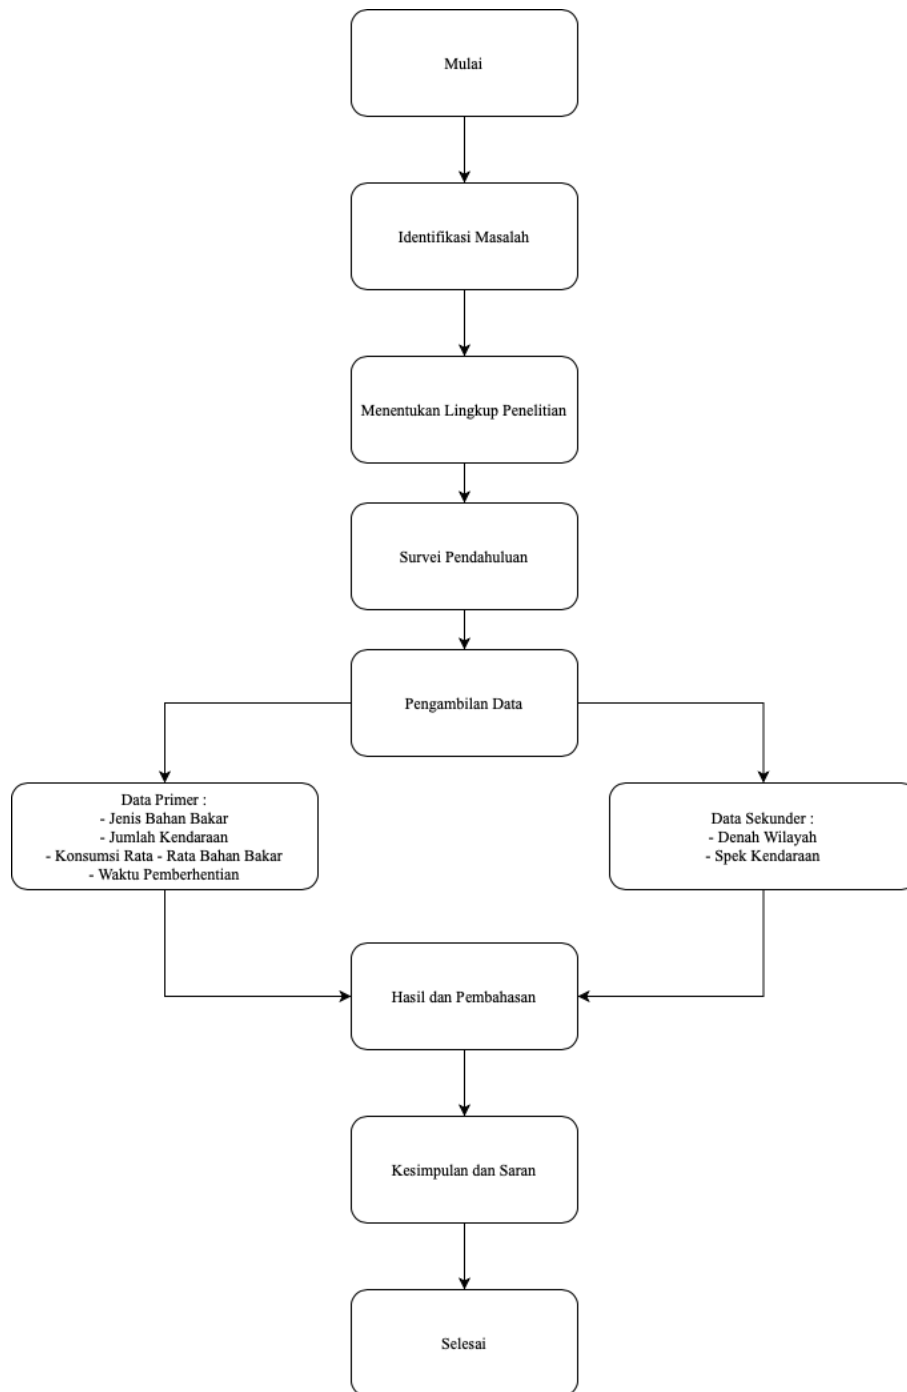 Mulai
Identifikasi Masalah
Menentukan Lingkup Penelitian
Survei Pendahuluan
Pengambilan Data
Data Primer :
- Jenis Bahan Bakar
- Jumlah Kendaraan
- Konsumsi Rata - Rata Bahan Bakar
- Waktu Pemberhentian
Data Sekunder :
- Denah Wilayah
- Spek Kendaraan
Hasil dan Pembahasan
Kesimpulan dan Saran
Selesai